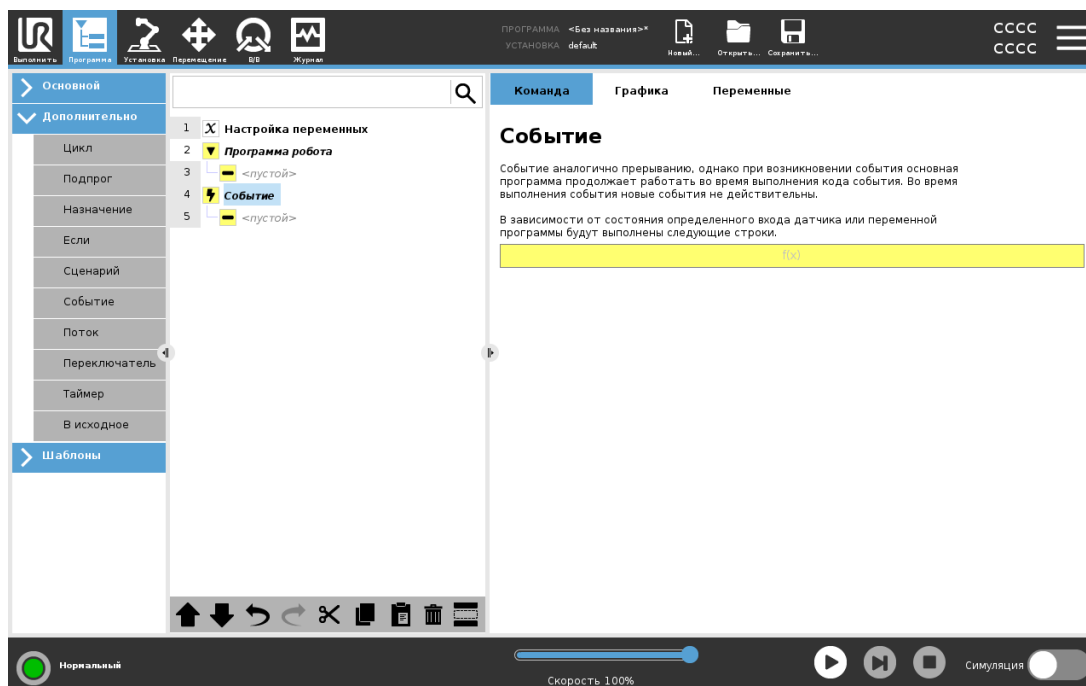 UR
Выполнить
Программа
Установка
Перемещение
В/В
Журнал
ПРОГРАММА <Без названия>*
УСТАНОВКА default
Новый...
Открыть...
Сохранить...
CCCC
CCCC
Основной
Дополнительно
Цикл
Подпрог
Назначение
Если
Сценарий
Событие
Поток
Переключатель
Таймер
В исходное
Шаблоны
1 X Настройка переменных
2 Программа робота
3 <пустой>
4 Событие
5 <пустой>
Команда
Графика
Переменные
Событие
Событие аналогично прерыванию, однако при возникновении события основная
программа продолжает работать во время выполнения кода события. Во время
выполнения события новые события не действительны.
В зависимости от состояния определенного входа датчика или переменной
программы будут выполнены следующие строки.
f(x)
Нормальный
Скорость 100%
Симуляция